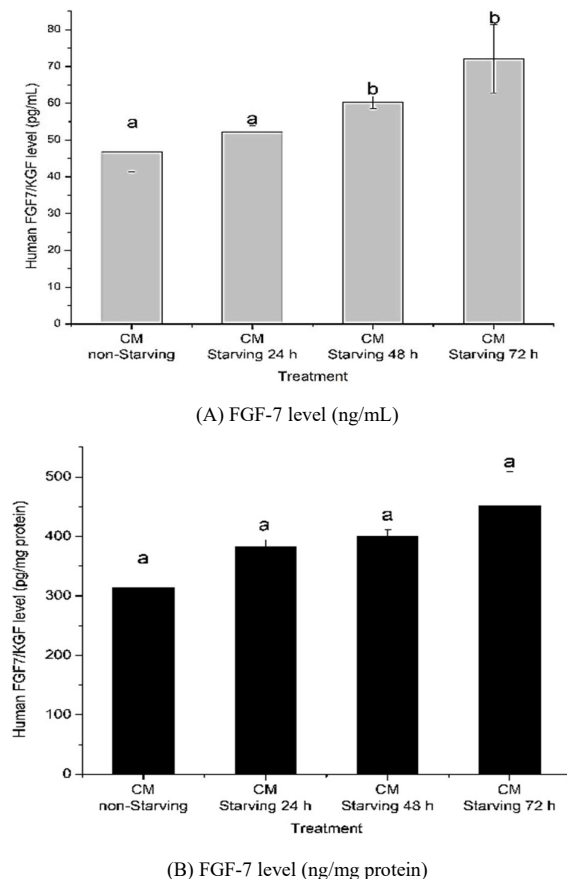 b
80
b
70
a
60
a
50
40
30
20
10
0
Human FGF7/KGF level (pg/mL)
CM CM CM CM
non-Starving Starving 24 h Starving 48 h Starving 72 h
Treatment
(A) FGF-7 level (ng/mL)
a
500
a
a
400
a
300
200
100
0
Human FGF7/KGF level (pg/mg protein)
CM CM CM CM
non-Starving Starving 24 h Starving 48 h Starving 72 h
Treatment
(B) FGF-7 level (ng/mg protein)